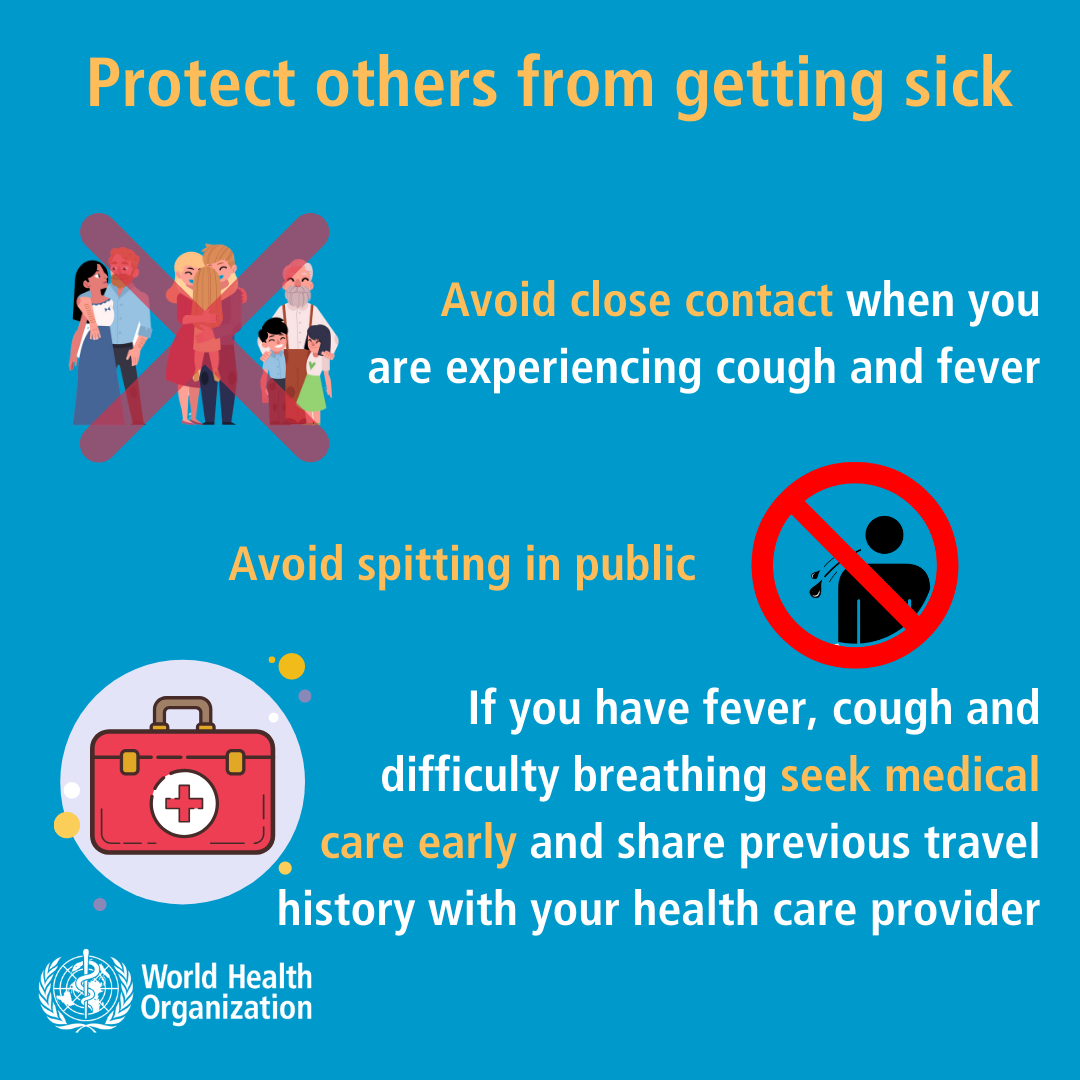 Protect others from getting sick
Avoid close contact when you
are experiencing cough and fever
Avoid spitting in public
If you have fever, cough and
difficulty breathing seek medical
care early and share previous travel
history with your health care provider
World Health
Organization